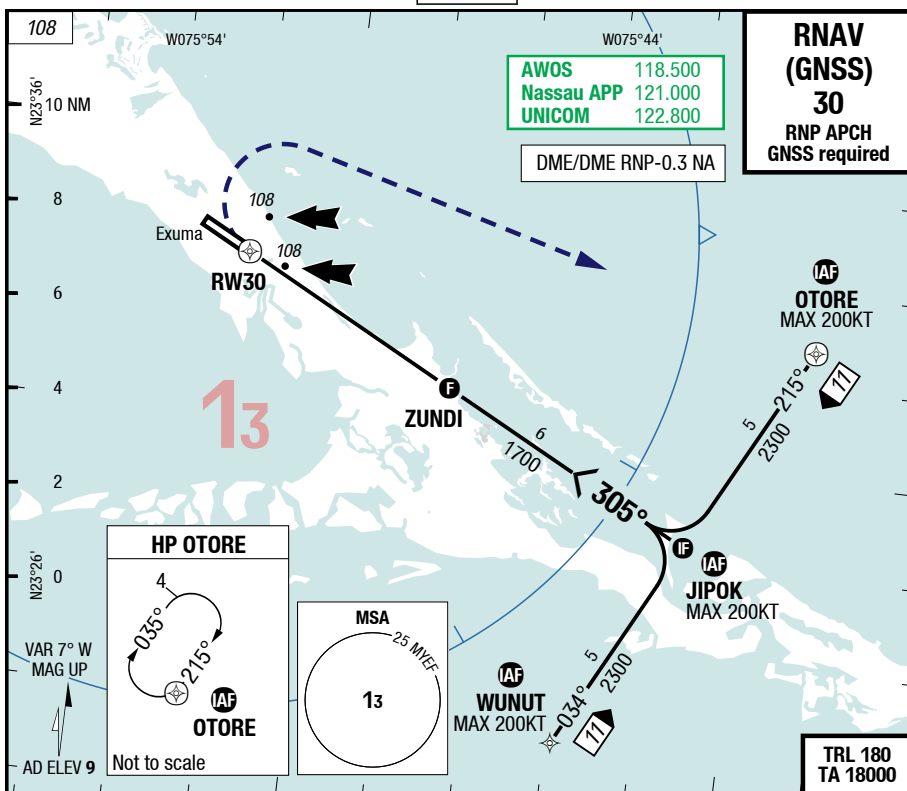 108
W075°54'
W075°44'
RNAV
(GNSS)
30
RNP APCH
GNSS required
AWOS 118.500
Nassau APP 121.000
UNICOM 122.800
DME/DME RNP-0.3 NA
N23°36'
10 NM
8
6
4
2
0
N23°26'
108
108
Exuma
RW30
IAF
OTORE
MAX 200KT
11
215°
5
2300
F
ZUNDI
6
1700
13
305°
IF
IAF
JIPOK
MAX 200KT
HP OTORE
4
035°
215°
IAF
OTORE
Not to scale
MSA
25 MYEF
13
IAF
WUNUT
MAX 200KT
034°
5
2300
11
VAR 7° W
MAG UP
AD ELEV 9
TRL 180
TA 18000